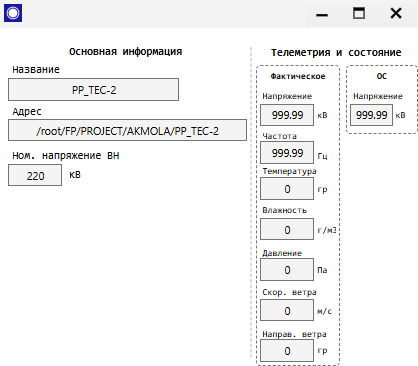 Основная информация
Название
PP_TEC-2
Адрес
/root/FP/PROJECT/AKMOLA/PP_TEC-2
Ном. напряжение ВН
220 кВ
Телеметрия и состояние
Фактическое
Напряжение
999.99 кВ
Частота
999.99 Гц
Температура
0 гр
Влажность
0 г/м3
Давление
0 Па
Скор. ветра
0 м/с
Направ. ветра
0 гр
ОС
Напряжение
999.99 кВ